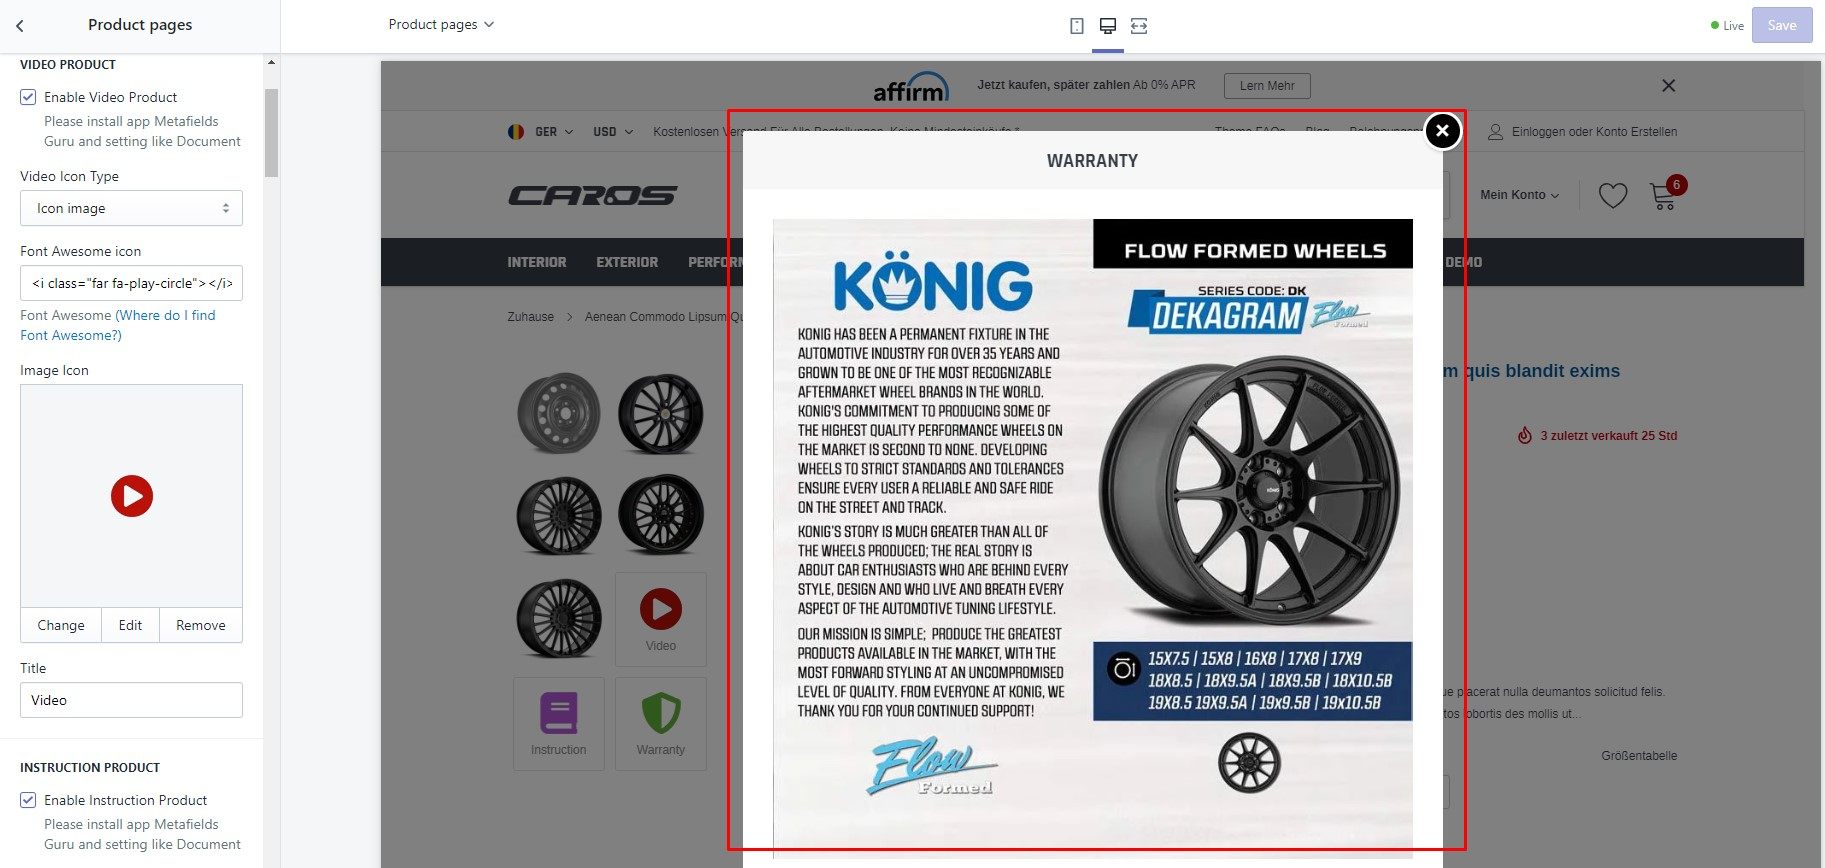 Product pages
Product pages
Live
Save
VIDEO PRODUCT
Enable Video Product
Please install app Metafields
Guru and setting like Document
Video Icon Type
Icon image
Font Awesome icon
<i class="far fa-play-circle"></i>
Font Awesome (Where do I find
Font Awesome?)
Image Icon
Change
Edit
Remove
Title
Video
INSTRUCTION PRODUCT
Enable Instruction Product
Please install app Metafields
Guru and setting like Document
affirm
Jetzt kaufen, später zahlen Ab 0% APR
Lern Mehr
GER
USD
Kostenlosen Versand Für Alle Bestellungen. Keine Mindesteinkäufe *
Theme FAQs
Blog
Einloggen oder Konto Erstellen
CAROS
Mein Konto
6
INTERIOR
EXTERIOR
PERFORM
DEMO
Zuhause
Aenean Commodo Lipsum Qu
m quis blandit exims
3 zuletzt verkauft 25 Std
Video
Instruction
Warranty
ue placerat nulla deumantos solicitud felis.
tos lobortis des mollis ut...
Größentabelle
WARRANTY
KÖNIG
KONIG HAS BEEN A PERMANENT FIXTURE IN THE
AUTOMOTIVE INDUSTRY FOR OVER 35 YEARS AND
GROWN TO BE ONE OF THE MOST RECOGNIZABLE
AFTERMARKET WHEEL BRANDS IN THE WORLD.
KONIG'S COMMITMENT TO PRODUCING SOME OF
THE HIGHEST QUALITY PERFORMANCE WHEELS ON
THE MARKET IS SECOND TO NONE. DEVELOPING
WHEELS TO STRICT STANDARDS AND TOLERANCES
ENSURE EVERY USER A RELIABLE AND SAFE RIDE
ON THE STREET AND TRACK.
KONIG'S STORY IS MUCH GREATER THAN ALL OF
THE WHEELS PRODUCED; THE REAL STORY IS
ABOUT CAR ENTHUSIASTS WHO ARE BEHIND EVERY
STYLE, DESIGN AND WHO LIVE AND BREATH EVERY
ASPECT OF THE AUTOMOTIVE TUNING LIFESTYLE.
OUR MISSION IS SIMPLE; PRODUCE THE GREATEST
PRODUCTS AVAILABLE IN THE MARKET, WITH THE
MOST FORWARD STYLING AT AN UNCOMPROMISED
LEVEL OF QUALITY. FROM EVERYONE AT KONIG, WE
THANK YOU FOR YOUR CONTINUED SUPPORT!
Flow
Formed
FLOW FORMED WHEELS
SERIES CODE: DK
DEKAGRAM
Flow
Formed
KÖNIG
15X7.5 | 15X8 | 16X8 | 17X8 | 17X9
18X8.5 | 18X9.5A | 18X9.5B | 18X10.5B
19X8.5 19X9.5A | 19x9.5B | 19x10.5B